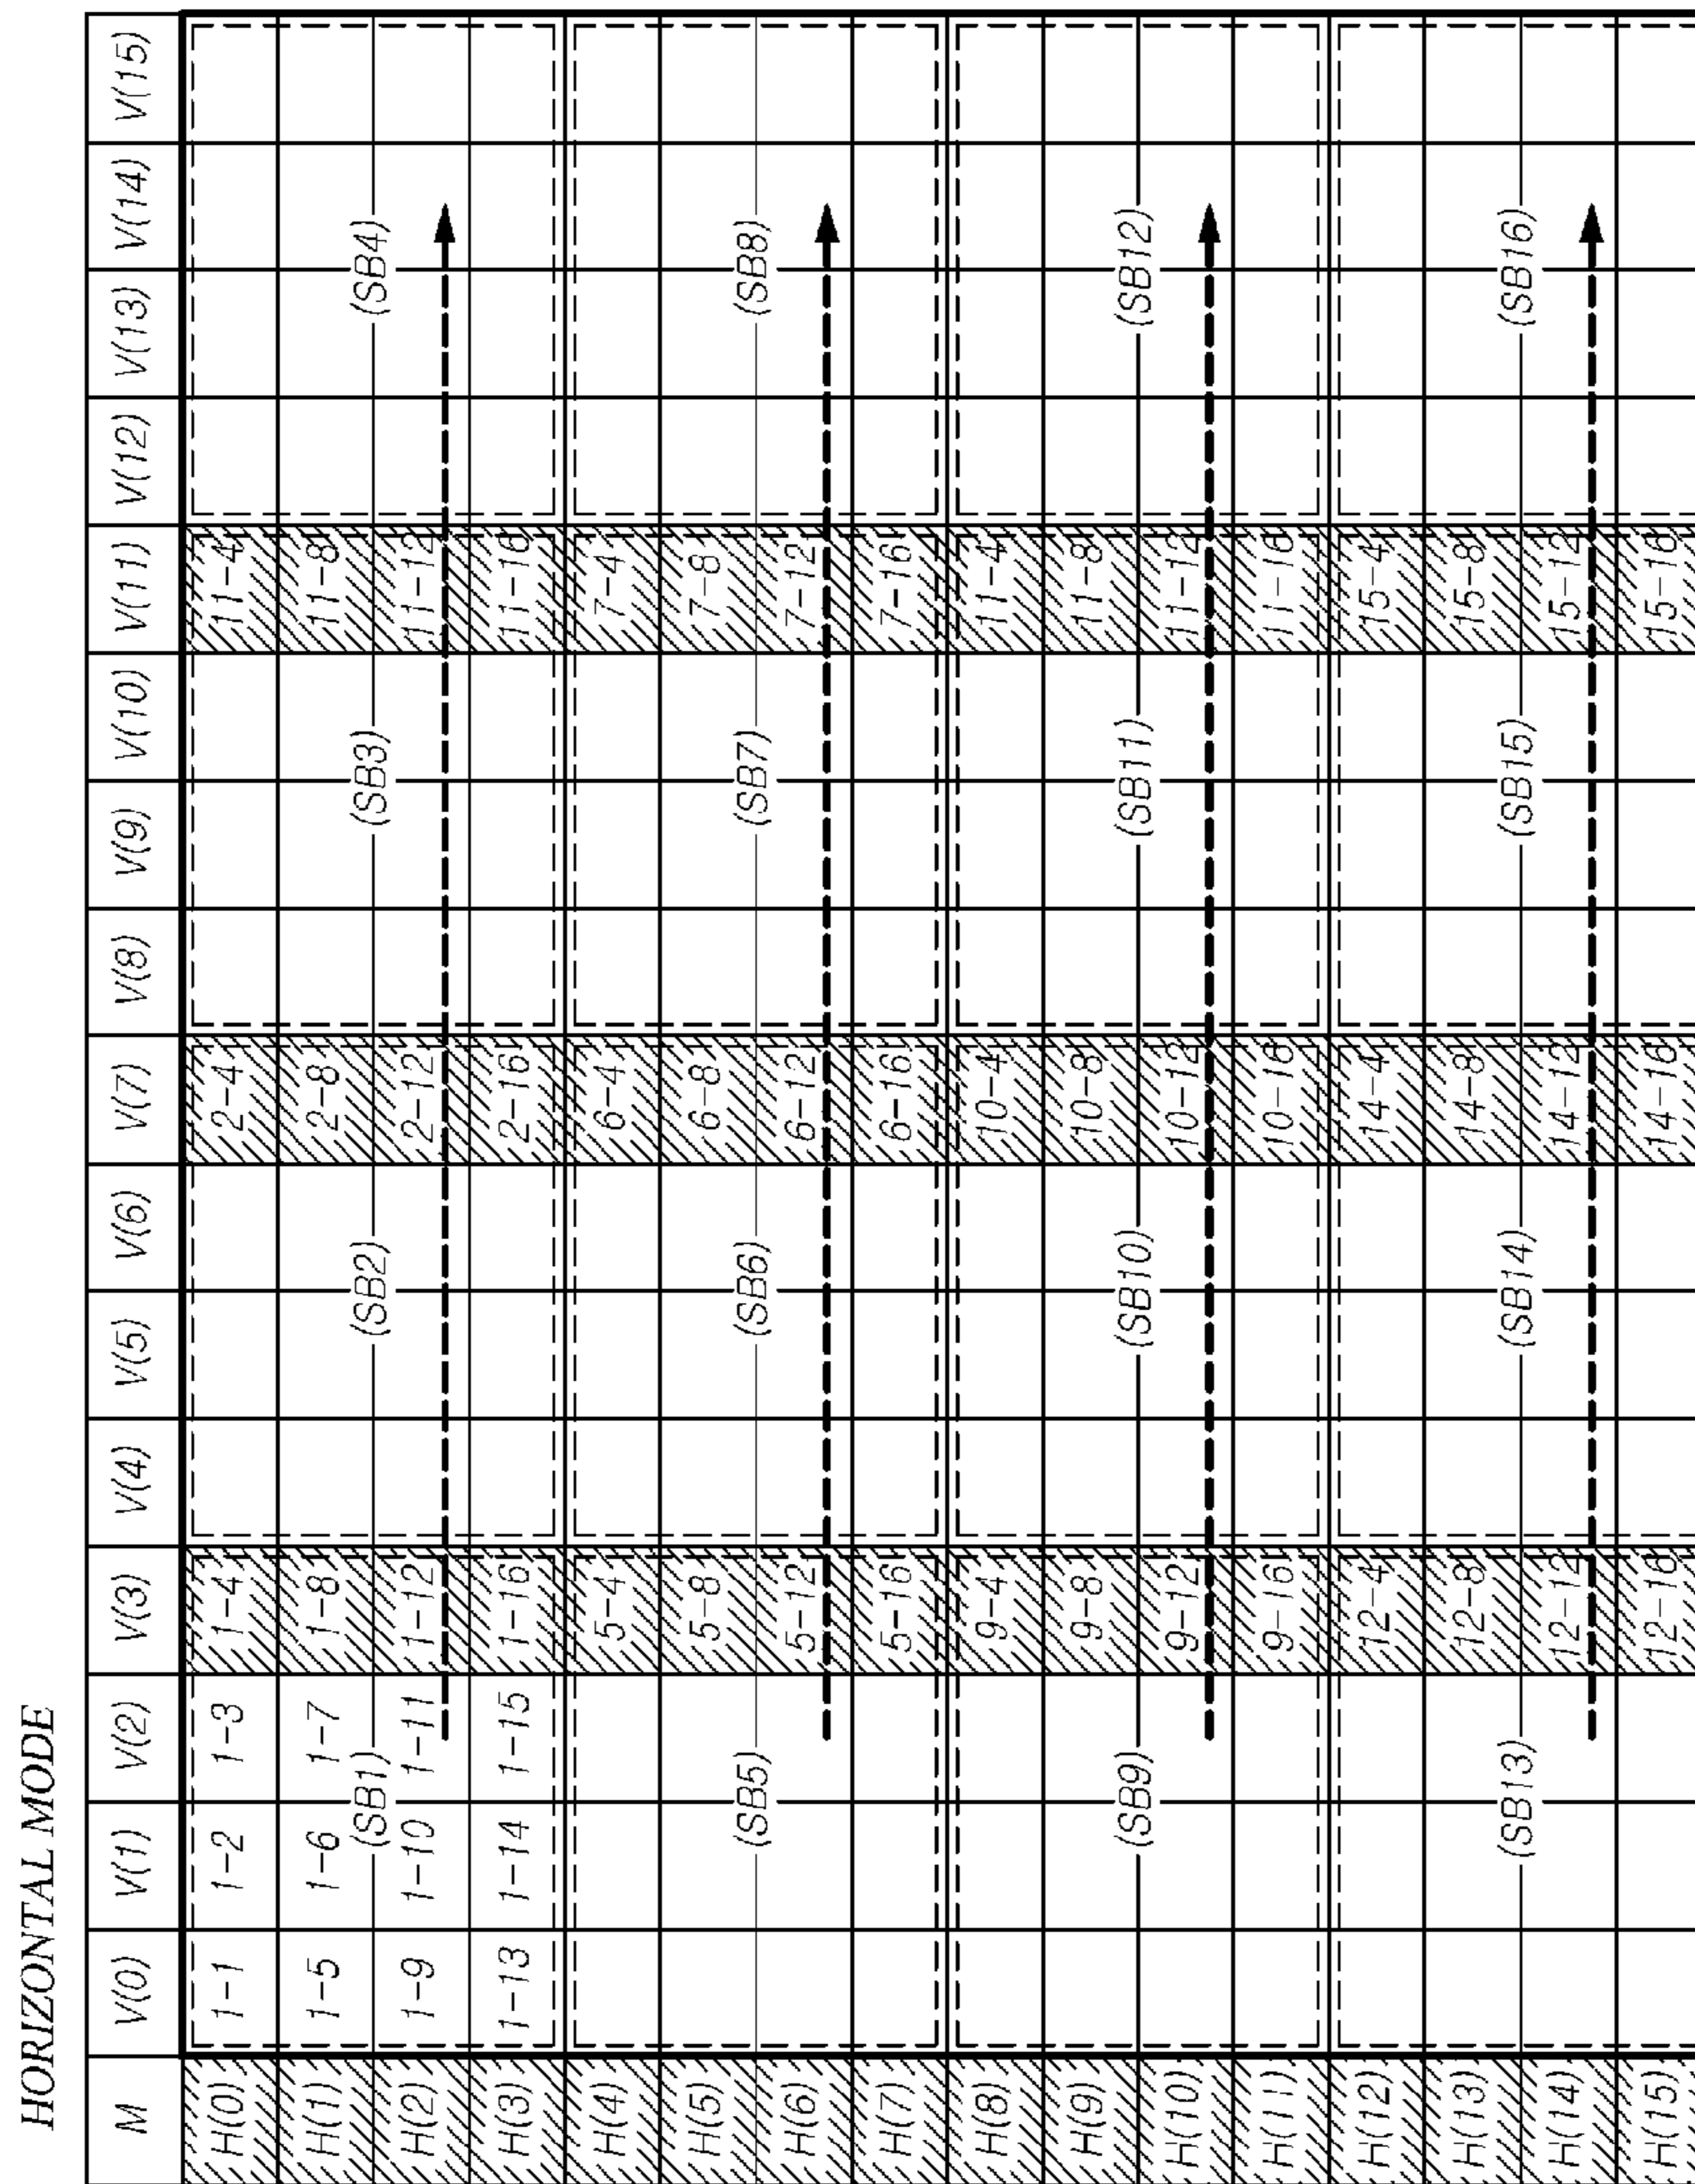 HORIZONTAL MODE
M V(0) V(1) V(2) V(3) V(4) V(5) V(6) V(7) V(8) V(9) V(10) V(11) V(12) V(13) V(14) V(15)
H(0) 1-1 1-2 1-3 1-4 2-4 11-4
H(1) 1-5 1-6 1-7 1-8 2-8 11-8
(SB1) (SB2) (SB3) (SB4)
H(2) 1-9 1-10 1-11 1-12 2-12 11-12
H(3) 1-13 1-14 1-15 1-16 2-16 11-16
H(4) 5-4 6-4 7-4
H(5) 5-8 6-8 7-8
(SB5) (SB6) (SB7) (SB8)
H(6) 5-12 6-12 7-12
H(7) 5-16 6-16 7-16
H(8) 9-4 10-4 11-4
H(9) 9-8 10-8 11-8
(SB9) (SB10) (SB11) (SB12)
H(10) 9-12 10-12 11-12
H(11) 9-16 10-16 11-16
H(12) 12-4 14-4 15-4
H(13) 12-8 14-8 15-8
(SB13) (SB14) (SB15) (SB16)
H(14) 12-12 14-12 15-12
H(15) 12-16 14-16 15-16